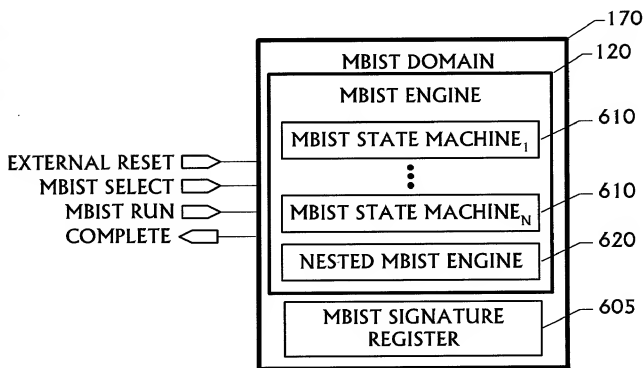 170
MBIST DOMAIN
120
MBIST ENGINE
MBIST STATE MACHINE1
610
EXTERNAL RESET
MBIST SELECT
MBIST RUN
COMPLETE
MBIST STATE MACHINEN
610
NESTED MBIST ENGINE
620
MBIST SIGNATURE
REGISTER
605